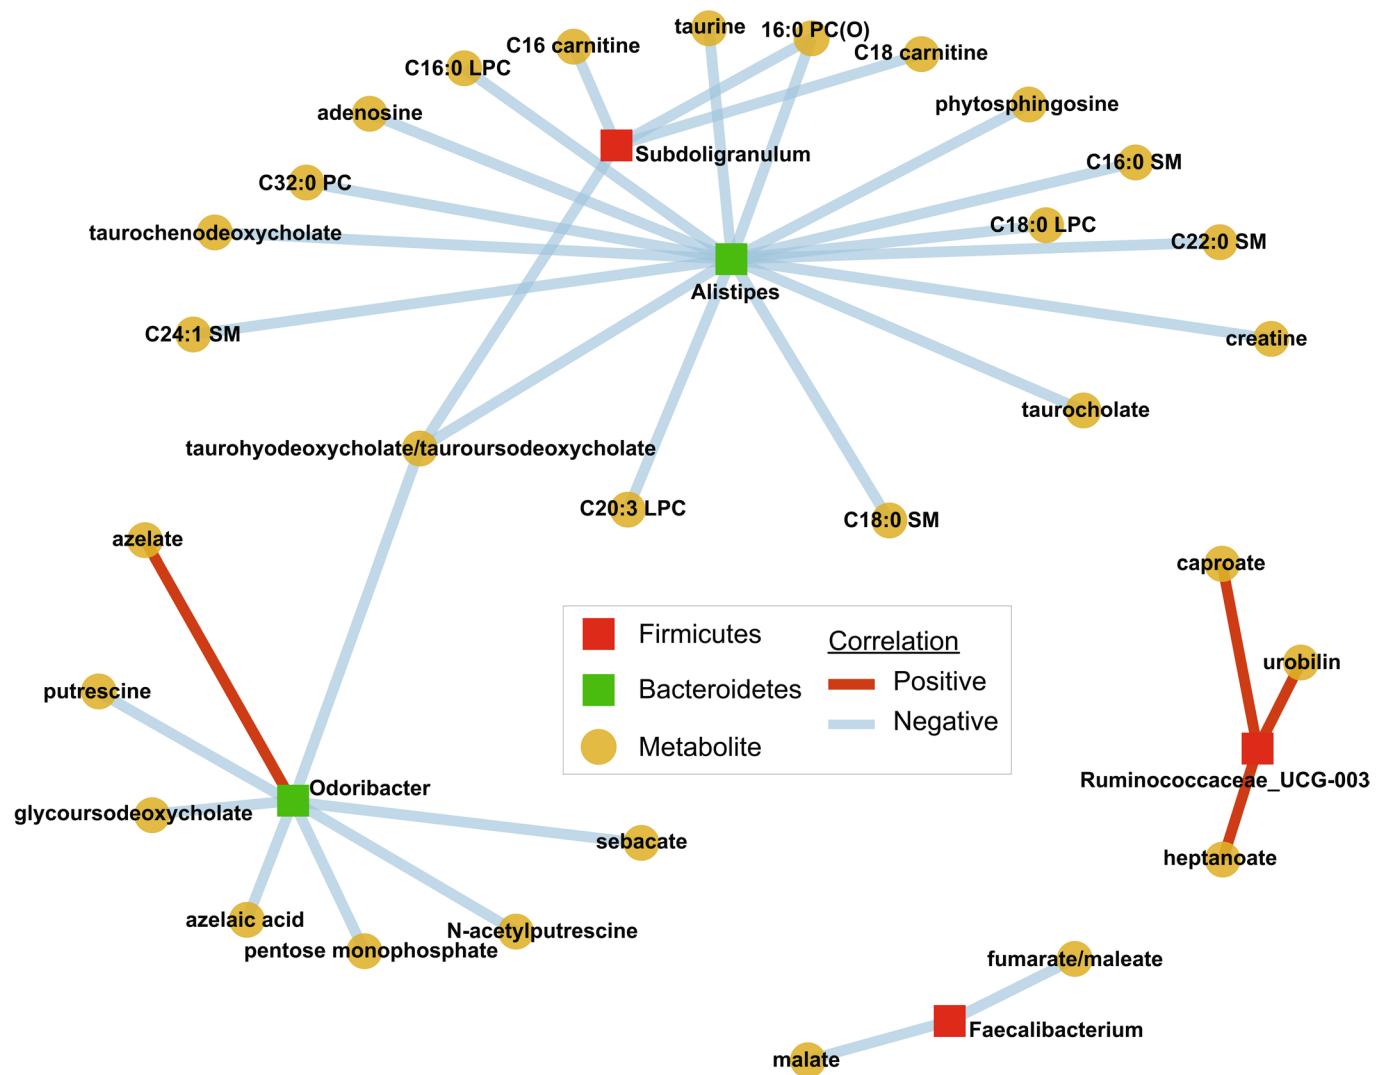 taurine
16:0 PC(O)
C16 carnitine
C18 carnitine
C16:0 LPC
phytosphingosine
adenosine
Subdoligranulum
C16:0 SM
C32:0 PC
C18:0 LPC
taurochenodeoxycholate
C22:0 SM
Alistipes
C24:1 SM
creatine
taurocholate
taurohyodeoxycholate/tauroursodeoxycholate
C20:3 LPC
C18:0 SM
azelate
caproate
Firmicutes
Bacteroidetes
Metabolite
Correlation
Positive
Negative
urobilin
putrescine
Ruminococcaceae_UCG-003
Odoribacter
glycoursodeoxycholate
sebacate
heptanoate
azelaic acid
N-acetylputrescine
pentose monophosphate
fumarate/maleate
Faecalibacterium
malate